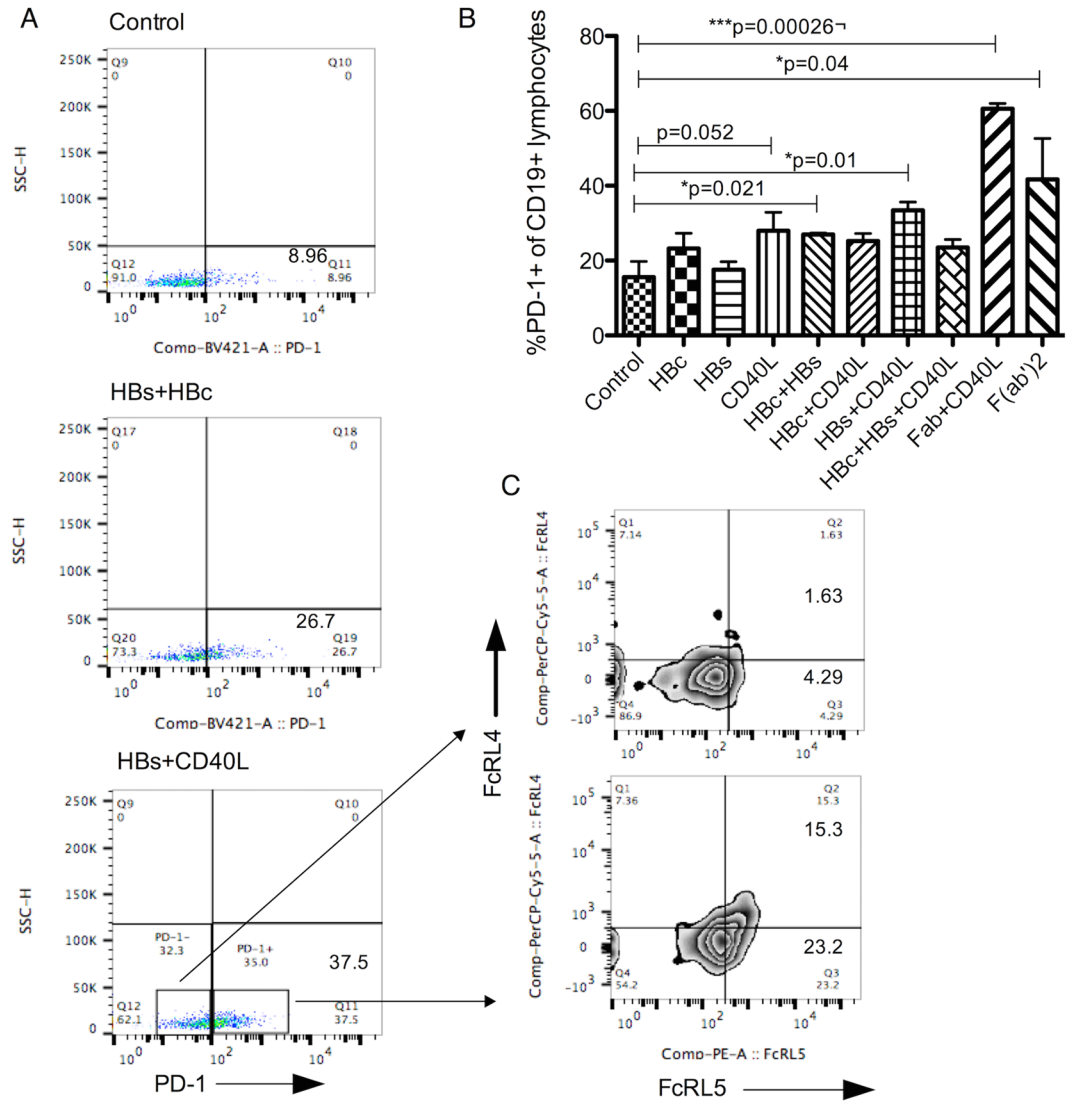 A
Control
250K
200K
150K
100K
50K
0
SSC-H
Q9
0
Q10
0
8.96
Q12
91.0
Q11
8.96
10^0
10^2
10^4
Comp-BV421-A :: PD-1
HBs+HBc
250K
200K
150K
100K
50K
0
SSC-H
Q17
0
Q18
0
26.7
Q20
73.3
Q19
26.7
10^0
10^2
10^4
Comp-BV421-A :: PD-1
HBs+CD40L
250K
200K
150K
100K
50K
0
SSC-H
Q9
0
Q10
0
PD-1-
32.3
PD-1+
35.0
37.5
Q12
62.1
Q11
37.5
10^0
10^2
10^4
PD-1
B
%PD-1+ of CD19+ lymphocytes
80
60
40
20
0
***p=0.00026¬
*p=0.04
p=0.052
*p=0.01
*p=0.021
Control
HBc
HBs
CD40L
HBc+HBs
HBc+CD40L
HBs+CD40L
HBc+HBs+CD40L
Fab+CD40L
F(ab')2
C
FcRL4
Comp-PerCP-Cy5-5-A :: FcRL4
10^5
10^4
10^3
0
-10^3
Q1
7.14
Q2
1.63
1.63
4.29
Q4
86.9
Q3
4.29
10^0
10^2
10^4
Comp-PerCP-Cy5-5-A :: FcRL4
10^5
10^4
10^3
0
-10^3
Q1
7.36
Q2
15.3
15.3
23.2
Q4
54.2
Q3
23.2
10^0
10^2
10^4
Comp-PE-A :: FcRL5
FcRL5